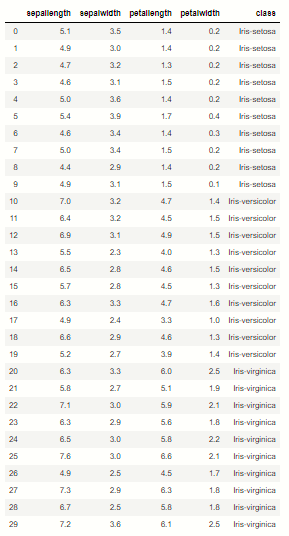 sepallength sepalwidth petallength petalwidth class
0 5.1 3.5 1.4 0.2 Iris-setosa
1 4.9 3.0 1.4 0.2 Iris-setosa
2 4.7 3.2 1.3 0.2 Iris-setosa
3 4.6 3.1 1.5 0.2 Iris-setosa
4 5.0 3.6 1.4 0.2 Iris-setosa
5 5.4 3.9 1.7 0.4 Iris-setosa
6 4.6 3.4 1.4 0.3 Iris-setosa
7 5.0 3.4 1.5 0.2 Iris-setosa
8 4.4 2.9 1.4 0.2 Iris-setosa
9 4.9 3.1 1.5 0.1 Iris-setosa
10 7.0 3.2 4.7 1.4 Iris-versicolor
11 6.4 3.2 4.5 1.5 Iris-versicolor
12 6.9 3.1 4.9 1.5 Iris-versicolor
13 5.5 2.3 4.0 1.3 Iris-versicolor
14 6.5 2.8 4.6 1.5 Iris-versicolor
15 5.7 2.8 4.5 1.3 Iris-versicolor
16 6.3 3.3 4.7 1.6 Iris-versicolor
17 4.9 2.4 3.3 1.0 Iris-versicolor
18 6.6 2.9 4.6 1.3 Iris-versicolor
19 5.2 2.7 3.9 1.4 Iris-versicolor
20 6.3 3.3 6.0 2.5 Iris-virginica
21 5.8 2.7 5.1 1.9 Iris-virginica
22 7.1 3.0 5.9 2.1 Iris-virginica
23 6.3 2.9 5.6 1.8 Iris-virginica
24 6.5 3.0 5.8 2.2 Iris-virginica
25 7.6 3.0 6.6 2.1 Iris-virginica
26 4.9 2.5 4.5 1.7 Iris-virginica
27 7.3 2.9 6.3 1.8 Iris-virginica
28 6.7 2.5 5.8 1.8 Iris-virginica
29 7.2 3.6 6.1 2.5 Iris-virginica